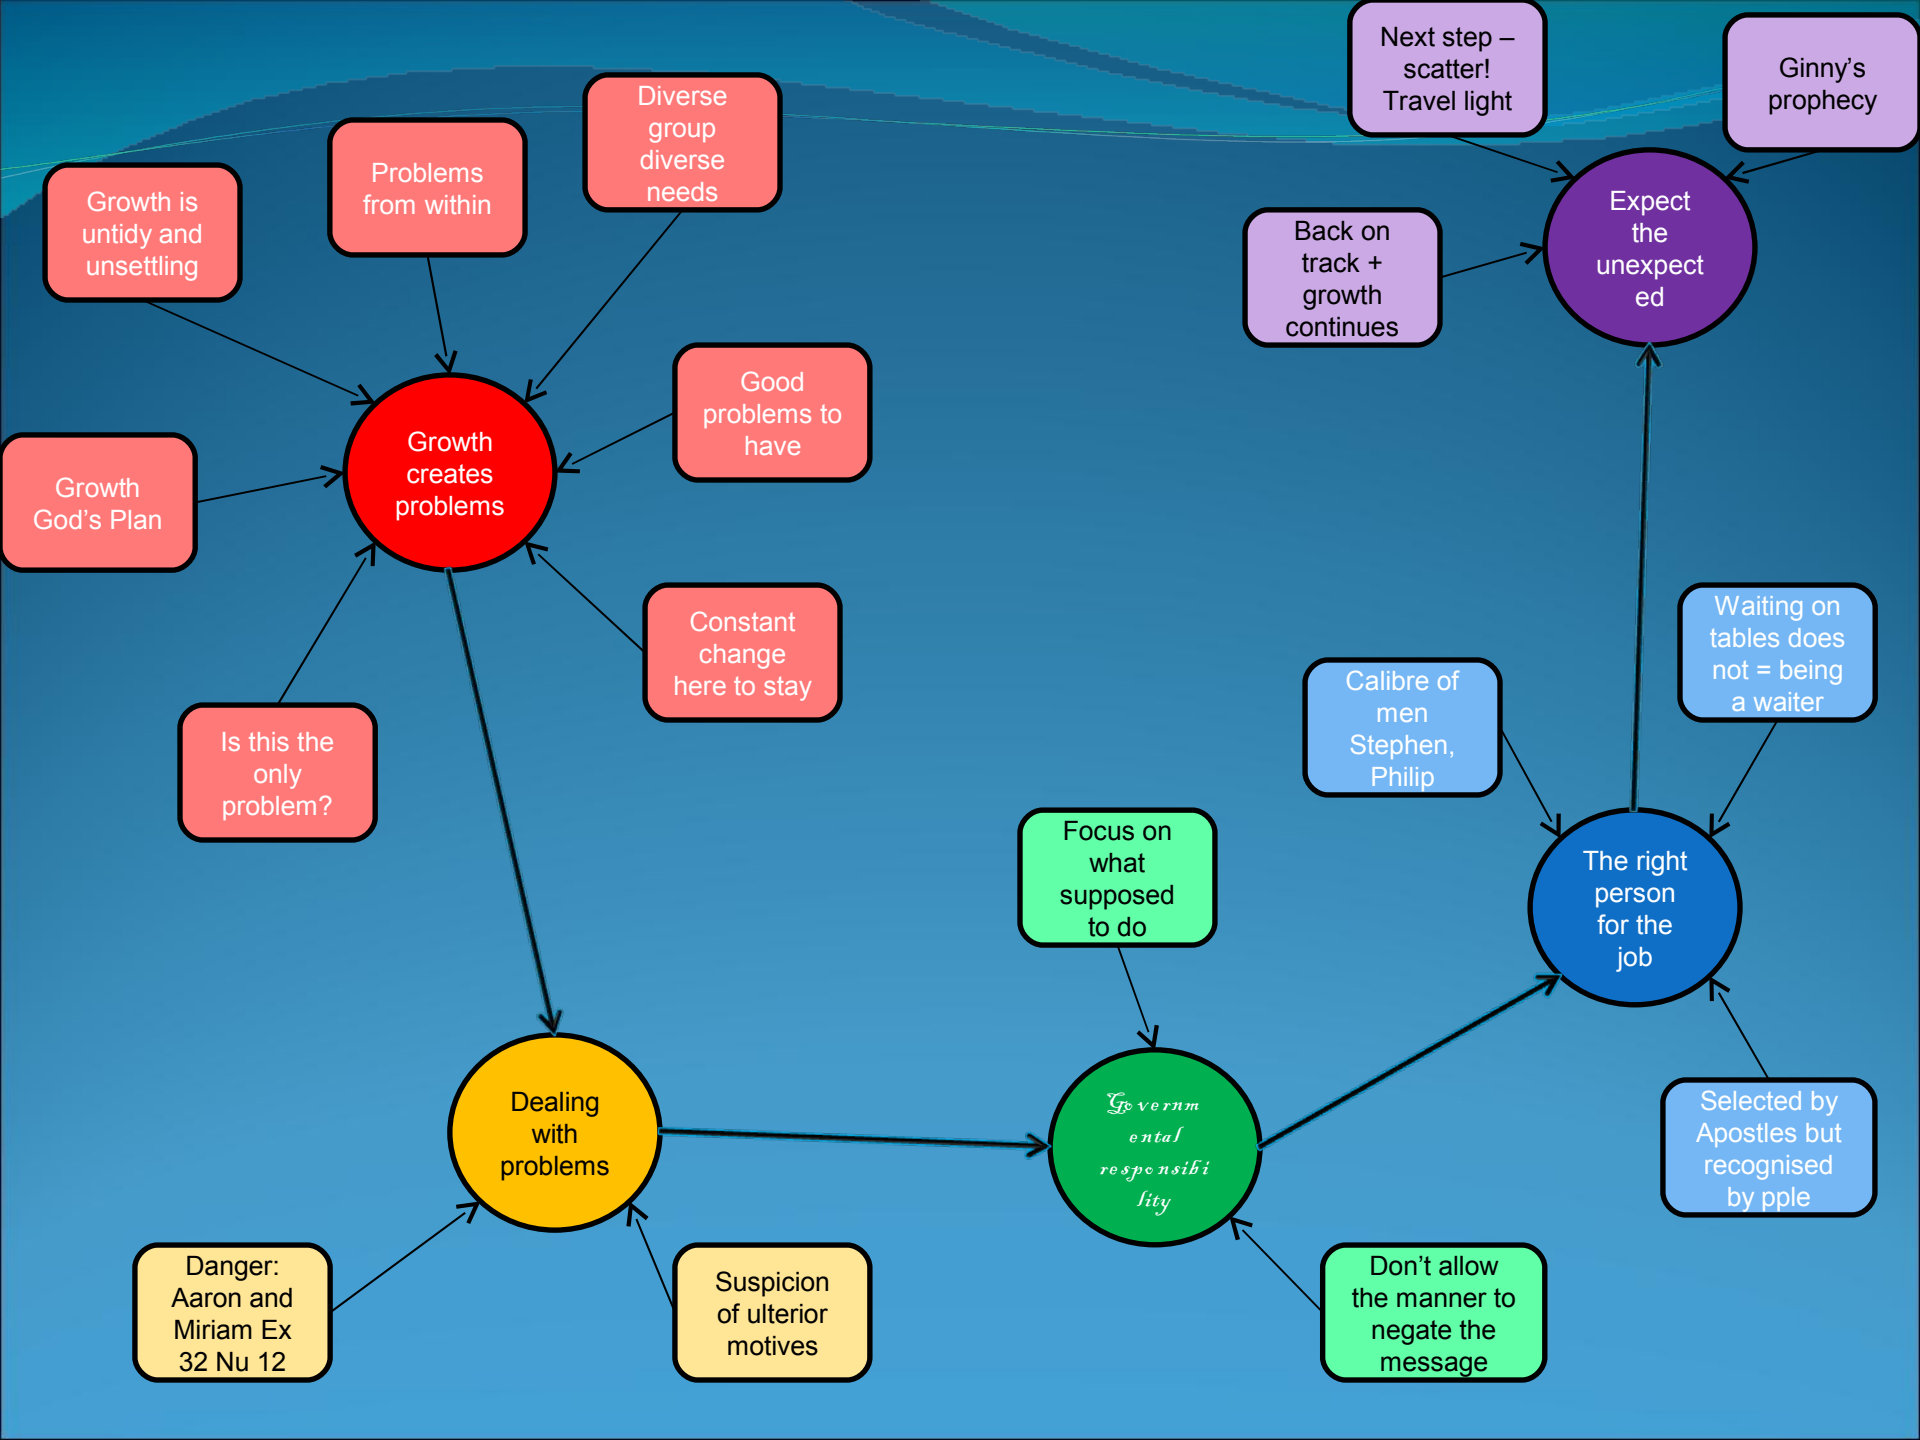 Next step –
scatter!
Travel light
Ginny's
prophecy
Diverse
group
diverse
needs
Problems
from within
Growth is
untidy and
unsettling
Expect
the
unexpect
ed
Back on
track +
growth
continues
Good
problems to
have
Growth
creates
problems
Growth
God's Plan
Constant
change
here to stay
Is this the
only
problem?
Waiting on
tables does
not = being
a waiter
Calibre of
men
Stephen,
Philip
Focus on
what
supposed
to do
The right
person
for the
job
Dealing
with
problems
Governm
ental
responsibi
lity
Selected by
Apostles but
recognised
by pple
Danger:
Aaron and
Miriam Ex
32 Nu 12
Suspicion
of ulterior
motives
Don't allow
the manner to
negate the
message